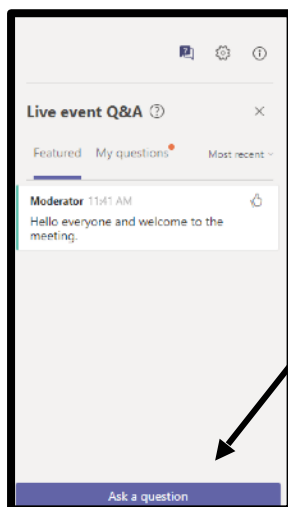 Live event Q&A
Featured My questions Most recent
Moderator 11:41 AM
Hello everyone and welcome to the
meeting.
Ask a question